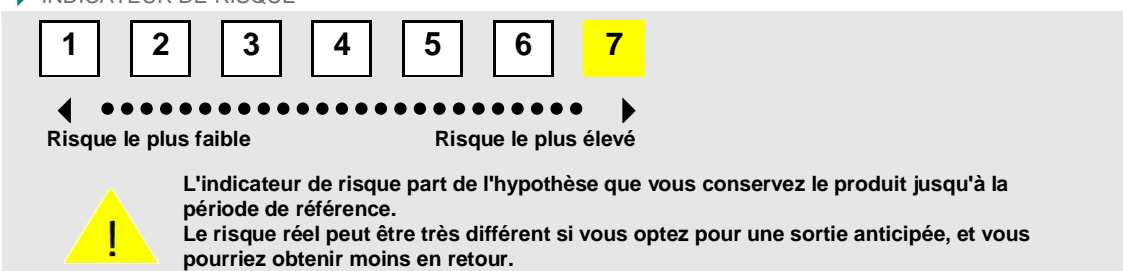 INDICATEUR DE RISQUE
1 2 3 4 5 6 7
Risque le plus faible Risque le plus élevé
L'indicateur de risque part de l'hypothèse que vous conservez le produit jusqu'à la
période de référence.
Le risque réel peut être très différent si vous optez pour une sortie anticipée, et vous
pourriez obtenir moins en retour.